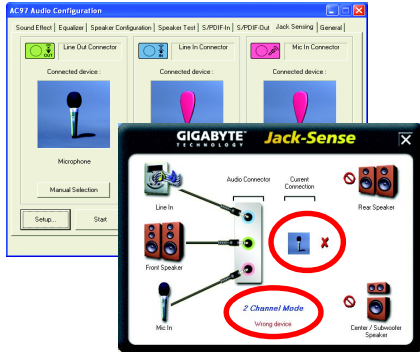 AC97 Audio Configuration
Sound Effect Equalizer Speaker Configuration Speaker Test S/PDIF-In S/PDIF-Out Jack Sensing General
OUT Line Out Connector
IN Line In Connector
Mic In Connector
Connected device :
Connected device :
Connected device :
Microphone
Manual Selection
Setup...
Start
GIGABYTE™
TECHNOLOGY
Jack-Sense
X
Audio Connector
Current Connection
Line In
Rear Speaker
Front Speaker
Mic In
2 Channel Mode
Wrong device
Center / Subwoofer Speaker